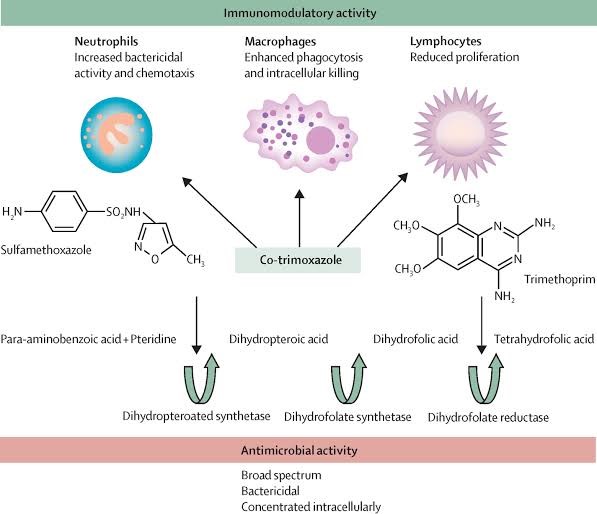 Immunomodulatory activity
Neutrophils
Increased bactericidal
activity and chemotaxis
Macrophages
Enhanced phagocytosis
and intracellular killing
Lymphocytes
Reduced proliferation
H₂N
SO₂NH
N
O
CH₃
Sulfamethoxazole
Co-trimoxazole
OCH₃
CH₃O
CH₃O
N
N
NH₂
NH₂
Trimethoprim
Para-aminobenzoic acid + Pteridine
Dihydropteroic acid
Dihydrofolic acid
Tetrahydrofolic acid
Dihydropteroated synthetase
Dihydrofolate synthetase
Dihydrofolate reductase
Antimicrobial activity
Broad spectrum
Bactericidal
Concentrated intracellularly